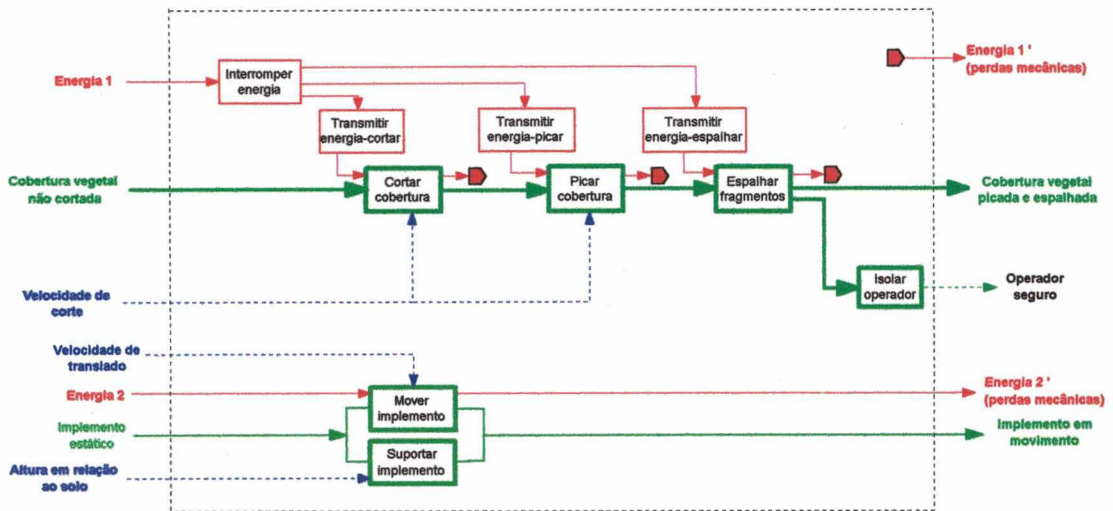 Energia 1
Interromper
energia
Energia 1 '
(perdas mecânicas)
Transmitir
energia-cortar
Transmitir
energia-picar
Transmitir
energia-espalhar
Cobertura vegetal
não cortada
Cortar
cobertura
Picar
cobertura
Espalhar
fragmentos
Cobertura vegetal
picada e espalhada
Velocidade de
corte
Isolar
operador
Operador
seguro
Velocidade de
translado
Energia 2
Mover
implemento
Energia 2 '
(perdas mecânicas)
Implemento
estático
Implemento em
movimento
Altura em relação
ao solo
Suportar
implemento